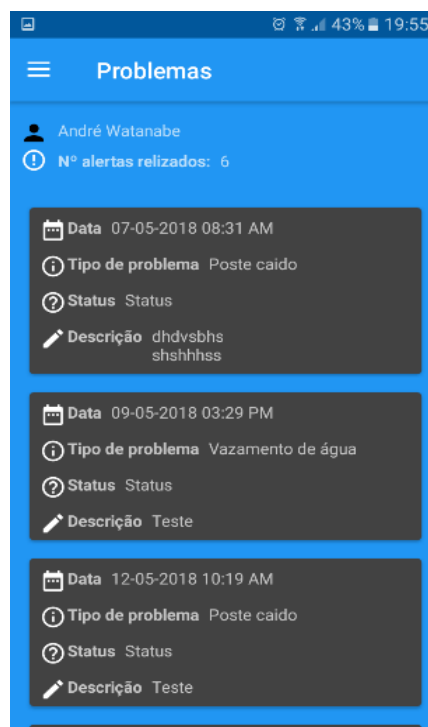 43% 19:55
Problemas
André Watanabe
Nº alertas relizados: 6
Data 07-05-2018 08:31 AM
Tipo de problema Poste caido
Status Status
Descrição dhdvsbhs
shshhhss
Data 09-05-2018 03:29 PM
Tipo de problema Vazamento de água
Status Status
Descrição Teste
Data 12-05-2018 10:19 AM
Tipo de problema Poste caido
Status Status
Descrição Teste